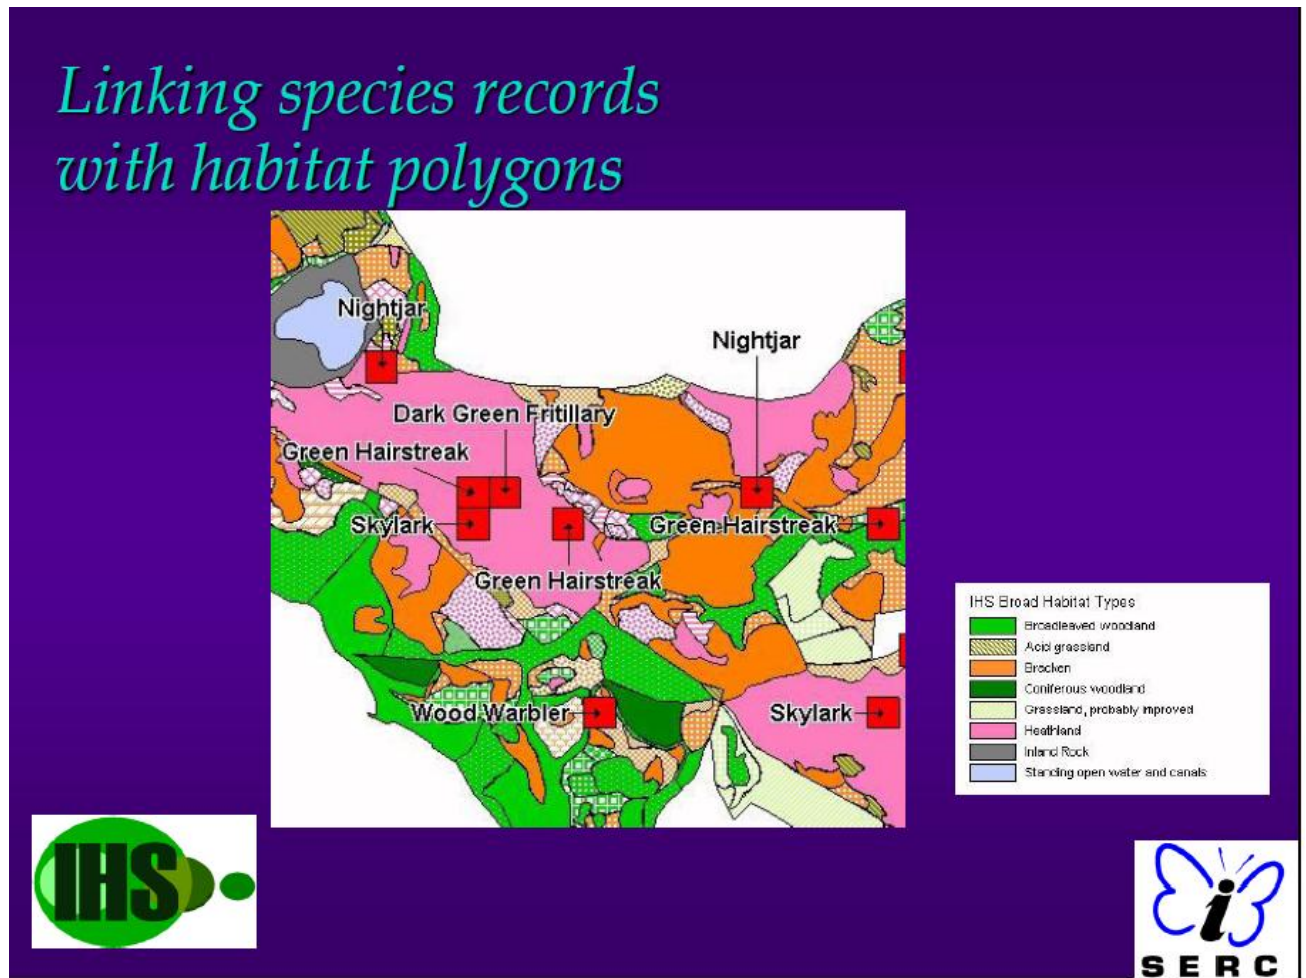 Linking species records
with habitat polygons
Nightjar
Nightjar
Dark Green Fritillary
Green Hairstreak
Skylark
Green Hairstreak
Green Hairstreak
Wood Warbler
Skylark
IHS Broad Habitat Types
Broadleaved woodland
Acid grassland
Bracken
Coniferous woodland
Grassland, probably improved
Heathland
Inland Rock
Standing open water and canals
IHS
i
SERC